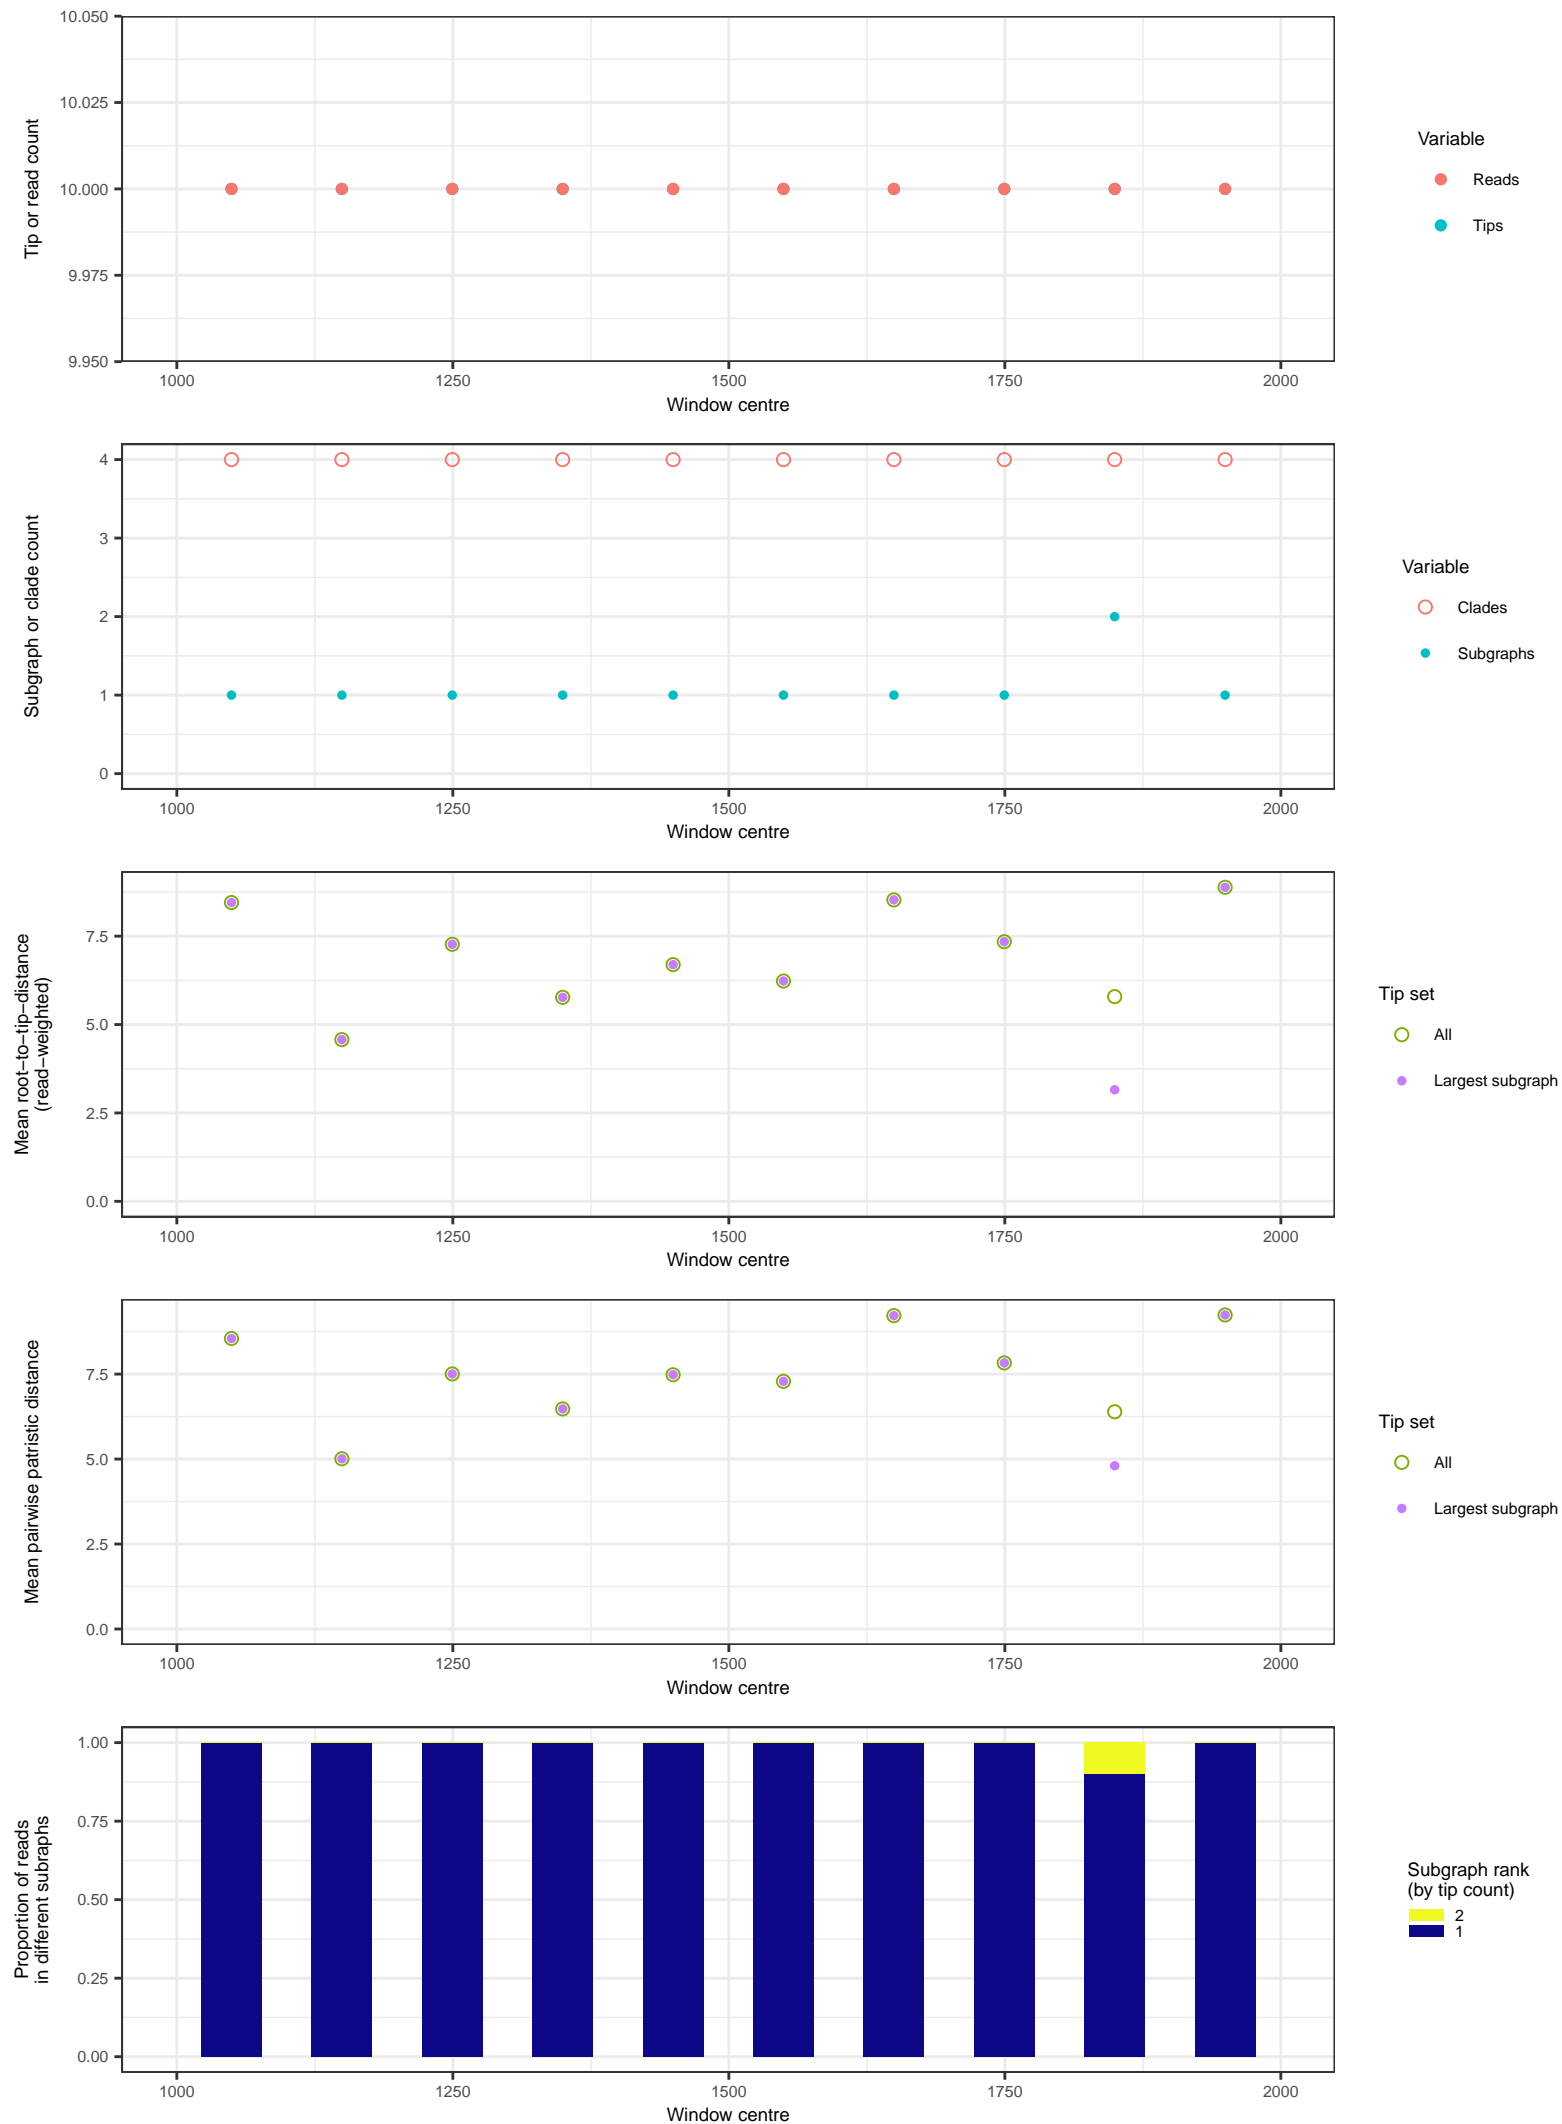 10.050
10.025
10.000
9.975
9.950
Tip or read count
1000 1250 1500 1750 2000
Window centre
Variable
Reads
Tips
4
3
2
1
0
Subgraph or clade count
1000 1250 1500 1750 2000
Window centre
Variable
Clades
Subgraphs
7.5
5.0
2.5
0.0
Mean root−to−tip−distance
(read−weighted)
1000 1250 1500 1750 2000
Window centre
Tip set
All
Largest subgraph
7.5
5.0
2.5
0.0
Mean pairwise patristic distance
1000 1250 1500 1750 2000
Window centre
Tip set
All
Largest subgraph
1.00
0.75
0.50
0.25
0.00
Proportion of reads
in different subraphs
1000 1250 1500 1750 2000
Window centre
Subgraph rank
(by tip count)
2
1